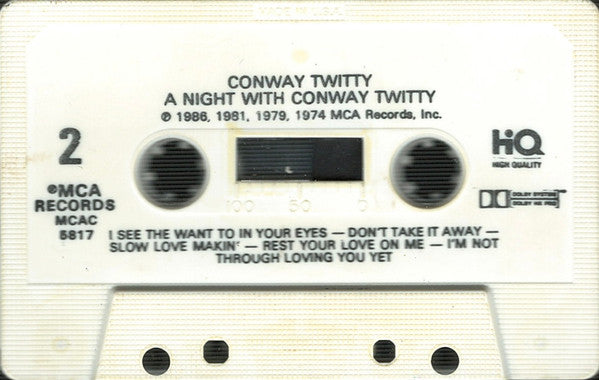 MADE IN U.S.A.
CONWAY TWITTY
A NIGHT WITH CONWAY TWITTY
℗ 1986, 1981, 1979, 1974 MCA Records, Inc.
2
HiQ
HIGH QUALITY
©MCA
RECORDS
MCAC
5817
100 50 0
DOLBY SYSTEM
DOLBY HX PRO
I SEE THE WANT TO IN YOUR EYES — DON'T TAKE IT AWAY —
SLOW LOVE MAKIN' — REST YOUR LOVE ON ME — I'M NOT
THROUGH LOVING YOU YET